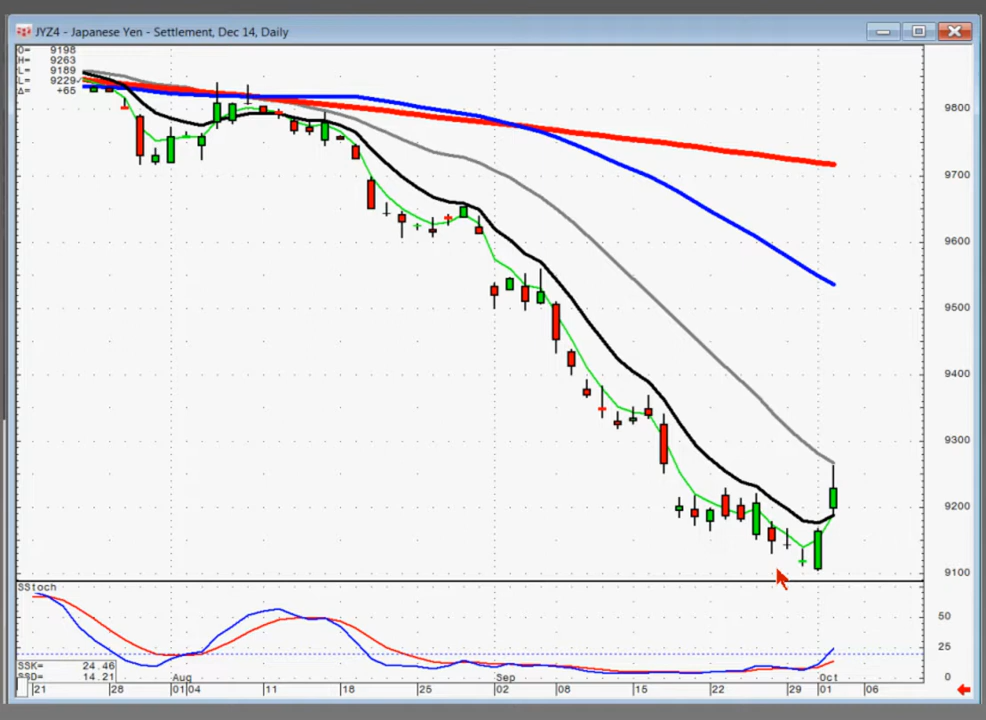 JYZ4 - Japanese Yen - Settlement, Dec 14, Daily
O= 9198
H= 9263
L= 9189
L= 9229
Δ= +65
9800
9700
9600
9500
9400
9300
9200
9100
SStoch
50
25
0
SSK= 24.46
SSD= 14.21
Aug Sep Oct
21 28 01 04 11 18 25 02 08 15 22 29 01 06